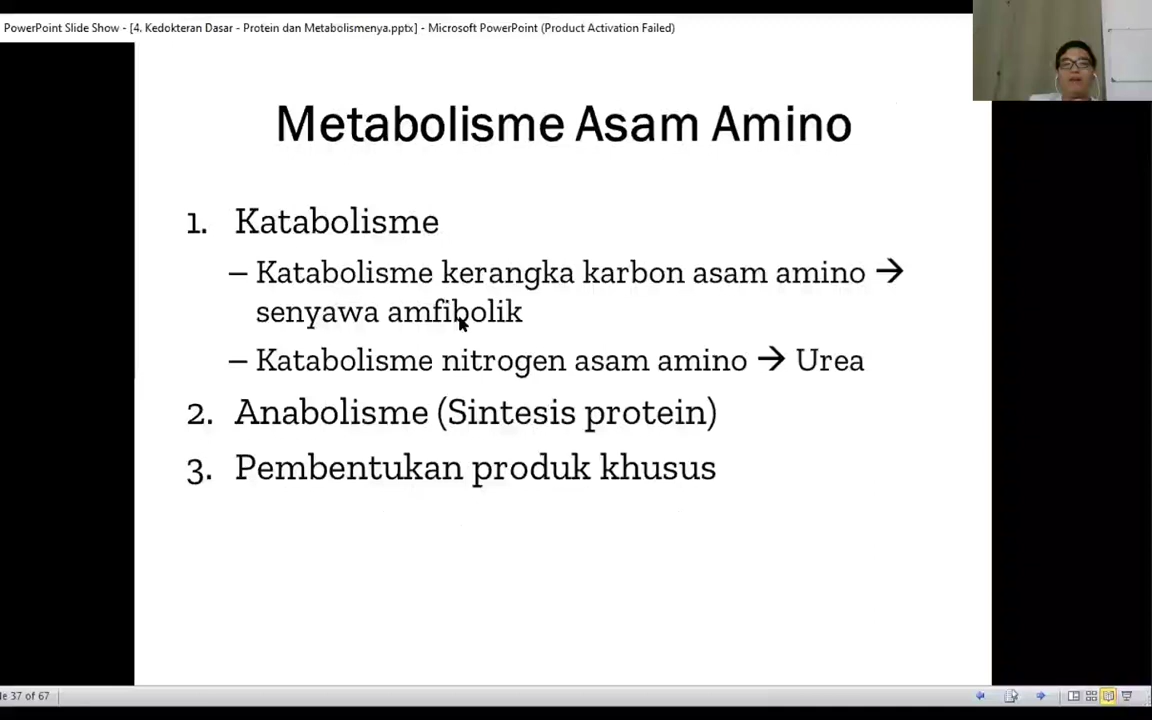 PowerPoint Slide Show - [4. Kedokteran Dasar - Protein dan Metabolismenya.pptx] - Microsoft PowerPoint (Product Activation Failed)
Metabolisme Asam Amino
1. Katabolisme
– Katabolisme kerangka karbon asam amino →
senyawa amfibolik
– Katabolisme nitrogen asam amino → Urea
2. Anabolisme (Sintesis protein)
3. Pembentukan produk khusus
le 37 of 67